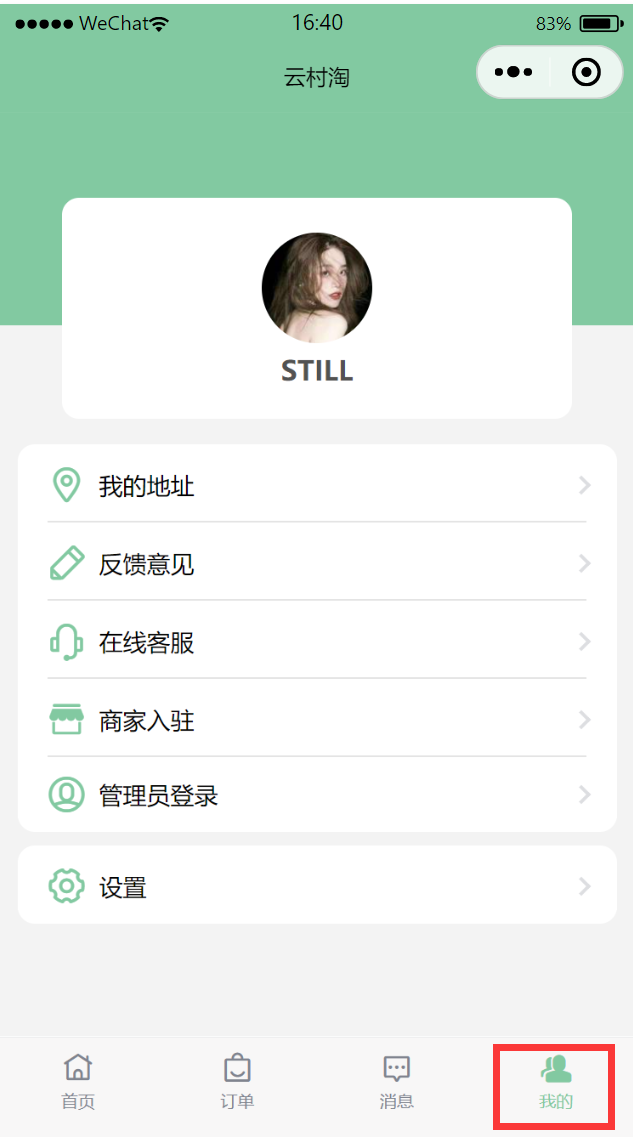 WeChat 16:40 83%
云村淘
STILL
我的地址
反馈意见
在线客服
商家入驻
管理员登录
设置
首页 订单 消息 我的